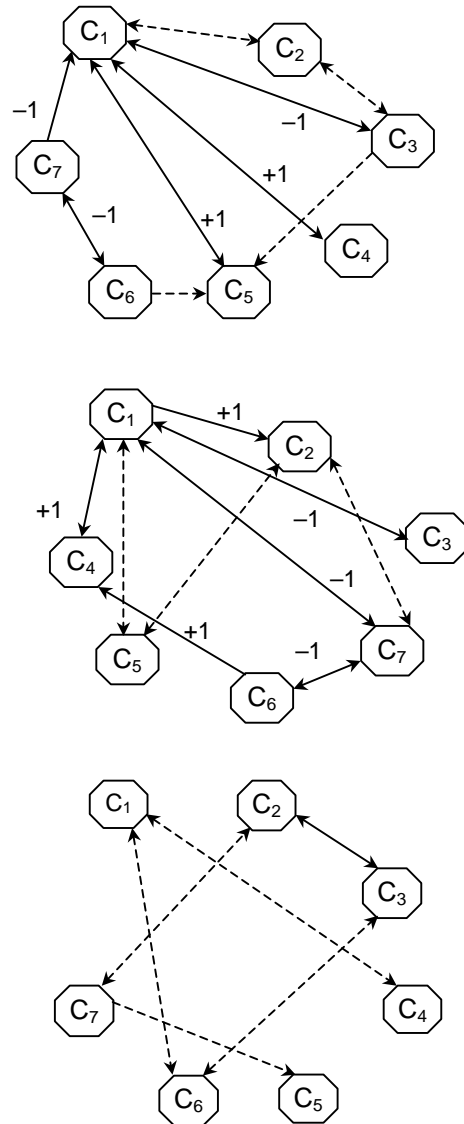 C₁
C₂
–1
–1
C₃
C₇
+1
–1
+1
C₄
C₆
C₅
C₁
+1
C₂
+1
–1
C₃
C₄
–1
+1
–1
C₅
C₇
C₆
C₁
C₂
C₃
C₇
C₄
C₆
C₅